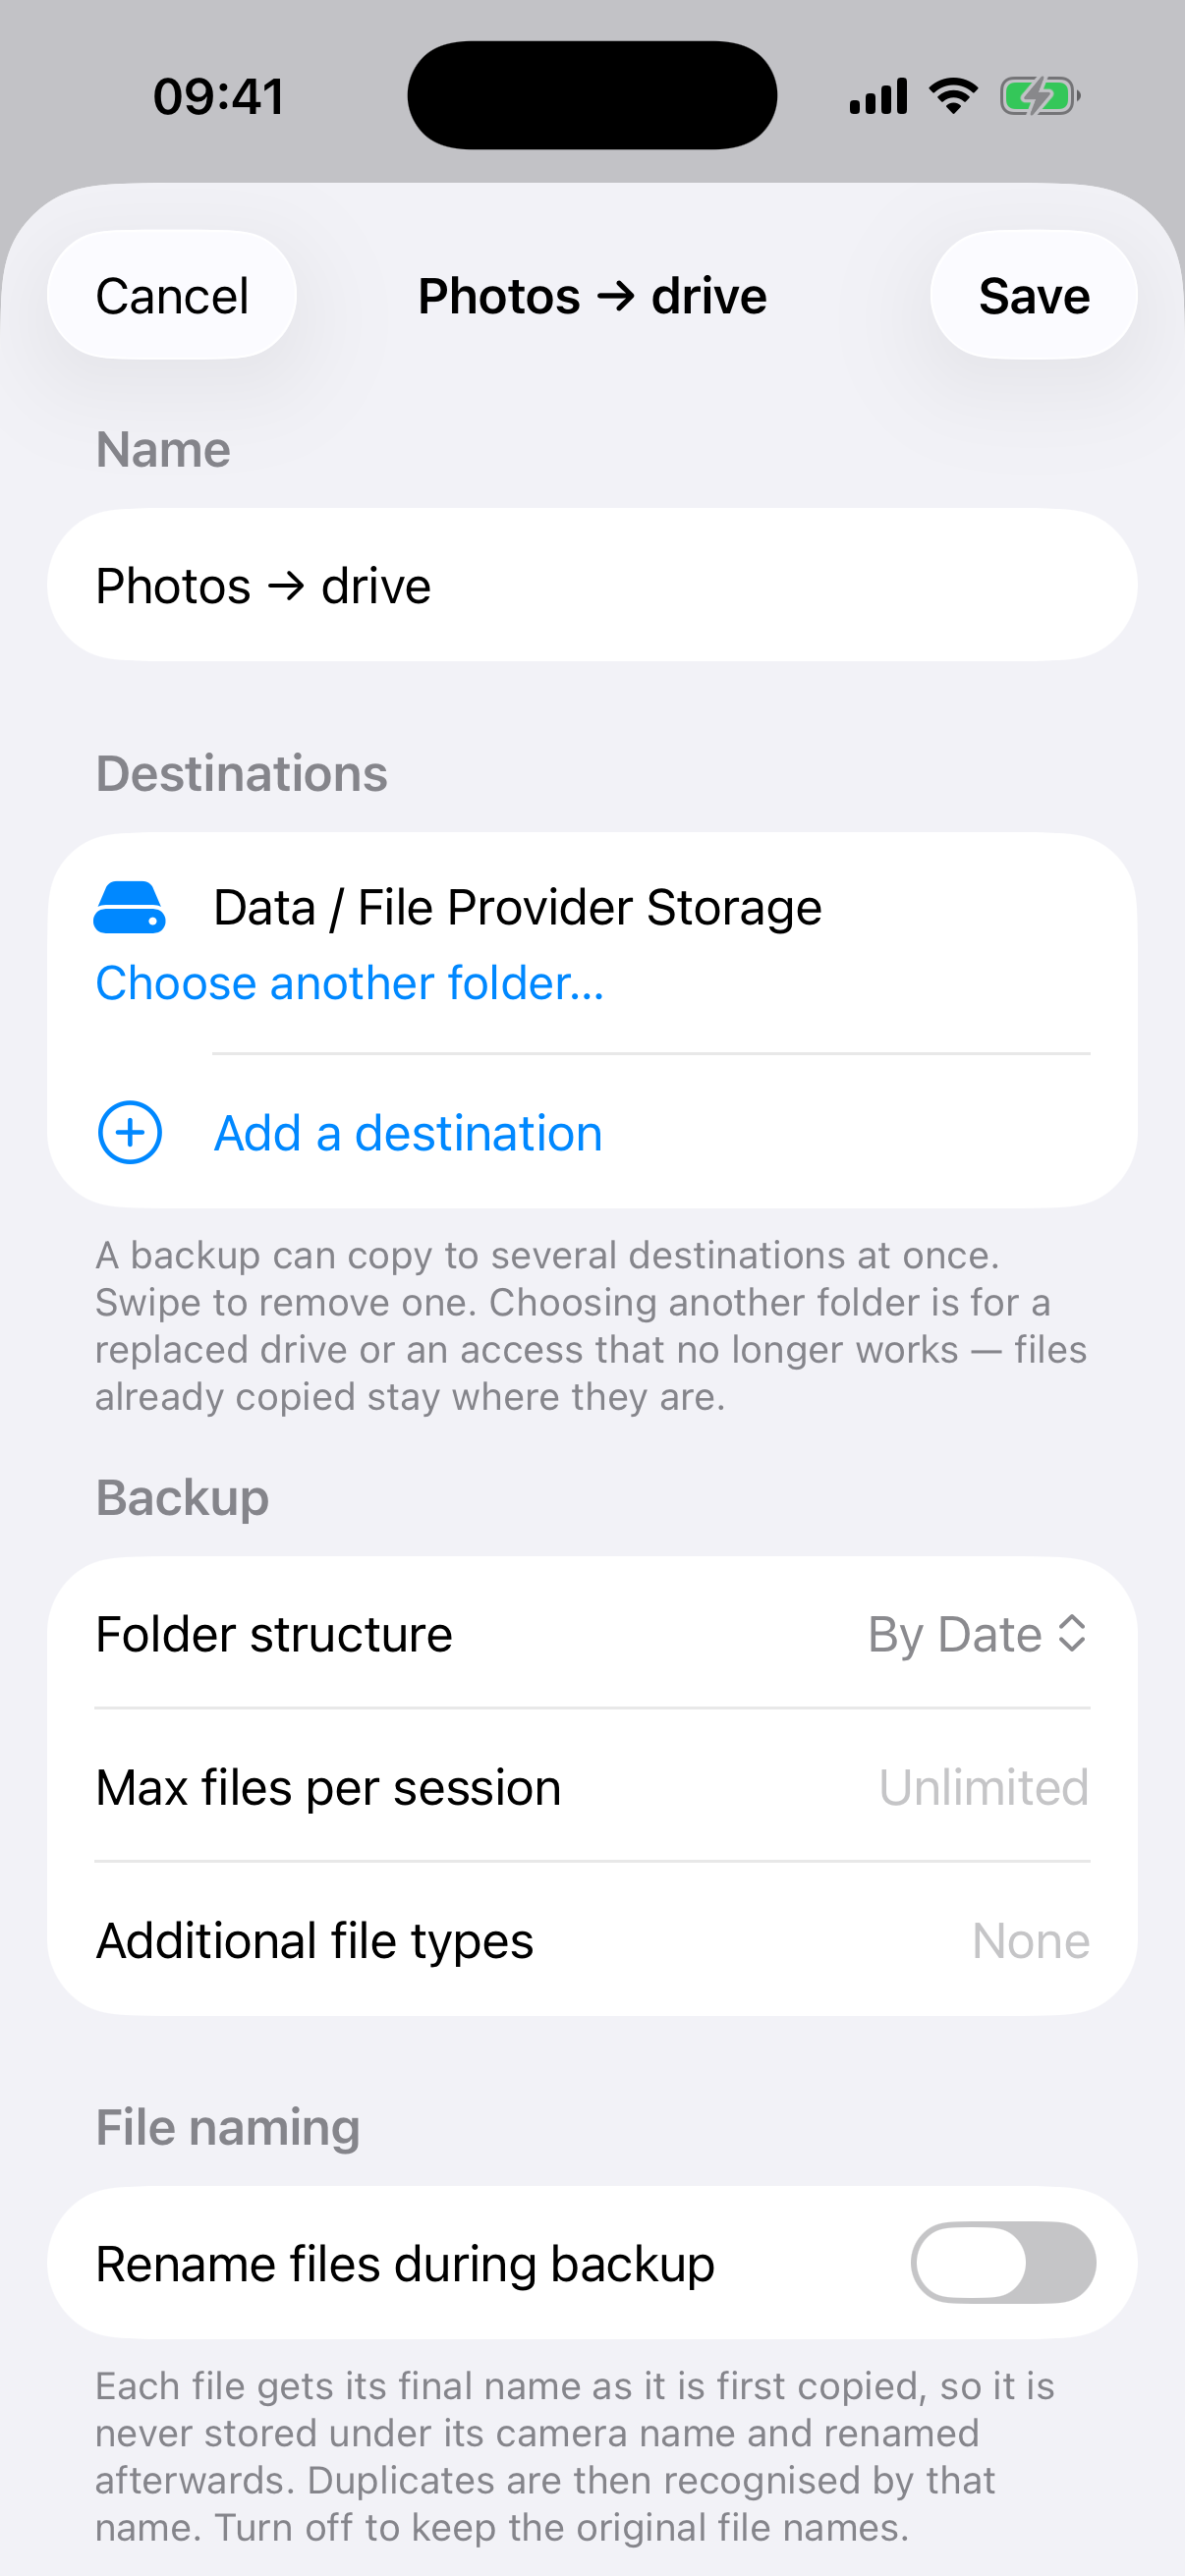 09:41
Cancel
Photos → drive
Save
Name
Photos → drive
Destinations
Data / File Provider Storage
Choose another folder...
Add a destination
A backup can copy to several destinations at once.
Swipe to remove one. Choosing another folder is for a
replaced drive or an access that no longer works — files
already copied stay where they are.
Backup
Folder structure
By Date
Max files per session
Unlimited
Additional file types
None
File naming
Rename files during backup
Each file gets its final name as it is first copied, so it is
never stored under its camera name and renamed
afterwards. Duplicates are then recognised by that
name. Turn off to keep the original file names.